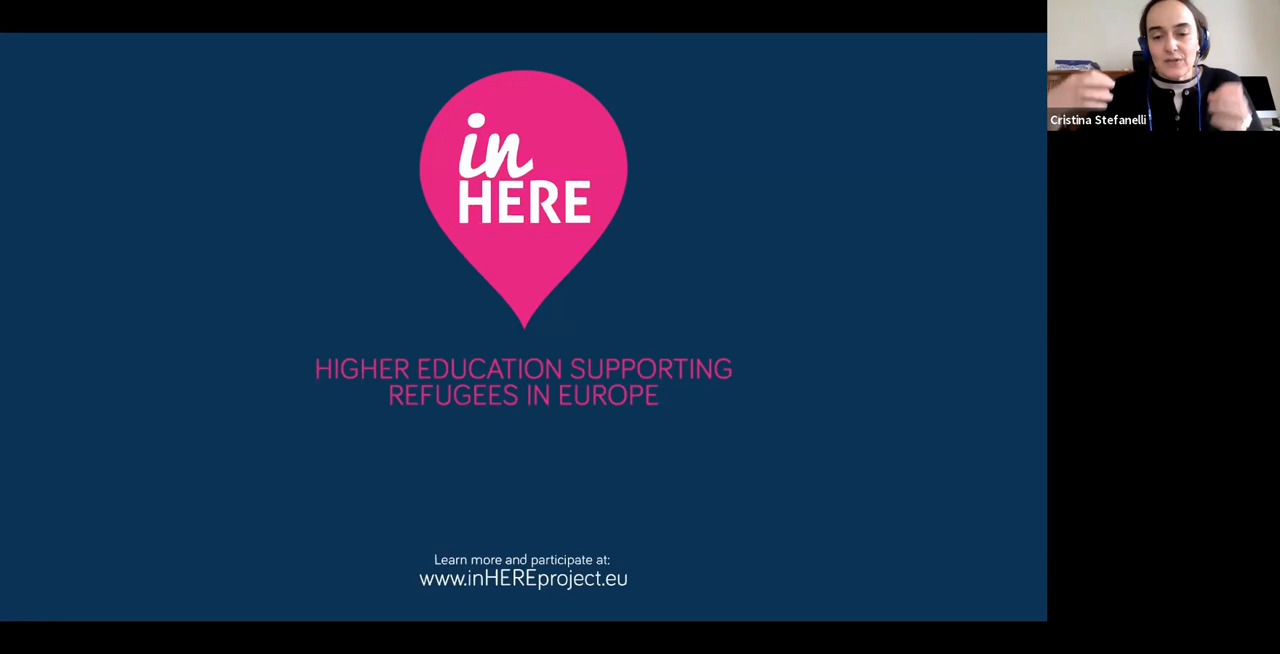 in
HERE
HIGHER EDUCATION SUPPORTING
REFUGEES IN EUROPE
Learn more and participate at:
www.inHEREproject.eu
Cristina Stefanelli